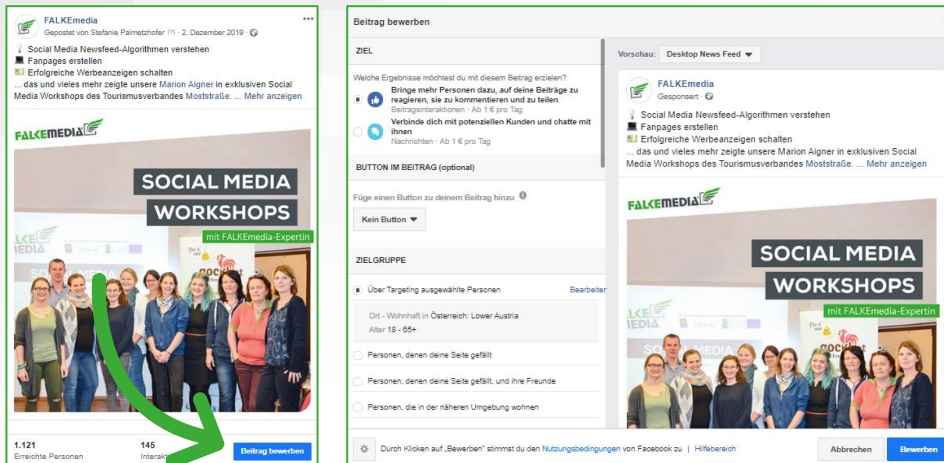 FALKEmedia
Gepostet von Stefanie Palmetzhofer [?] · 2. Dezember 2019 ·
Social Media Newsfeed-Algorithmen verstehen
Fanpages erstellen
Erfolgreiche Werbeanzeigen schalten
... das und vieles mehr zeigte unsere Marion Aigner in exklusiven Social
Media Workshops des Tourismusverbandes Moststraße. ... Mehr anzeigen
FALKEMEDIA
SOCIAL MEDIA
WORKSHOPS
mit FALKEmedia-Expertin
1.121
Erreichte Personen
145
Beitrag bewerben
Beitrag bewerben
ZIEL
Welche Ergebnisse möchtest du mit diesem Beitrag erzielen?
Bringe mehr Personen dazu, auf deine Beiträge zu
reagieren, sie zu kommentieren und zu teilen
Beitragsinteraktionen · Ab 1 € pro Tag
Verbinde dich mit potenziellen Kunden und chatte mit
ihnen
Nachrichten · Ab 1 € pro Tag
BUTTON IM BEITRAG (optional)
Füge einen Button zu deinem Beitrag hinzu
Kein Button
ZIELGRUPPE
Über Targeting ausgewählte Personen
Bearbeiten
Ort - Wohnhaft in Österreich: Lower Austria
Alter 18 - 65+
Personen, denen deine Seite gefällt
Personen, denen deine Seite gefällt, und ihre Freunde
Personen, die in der näheren Umgebung wohnen
Durch Klicken auf „Bewerben" stimmst du den Nutzungsbedingungen von Facebook zu | Hilfebereich
Vorschau: Desktop News Feed
FALKEmedia
Gesponsert ·
Social Media Newsfeed-Algorithmen verstehen
Fanpages erstellen
Erfolgreiche Werbeanzeigen schalten
... das und vieles mehr zeigte unsere Marion Aigner in exklusiven Social
Media Workshops des Tourismusverbandes Moststraße. ... Mehr anzeigen
FALKEMEDIA
SOCIAL MEDIA
WORKSHOPS
mit FALKEmedia-Expertin
Abbrechen
Bewerben